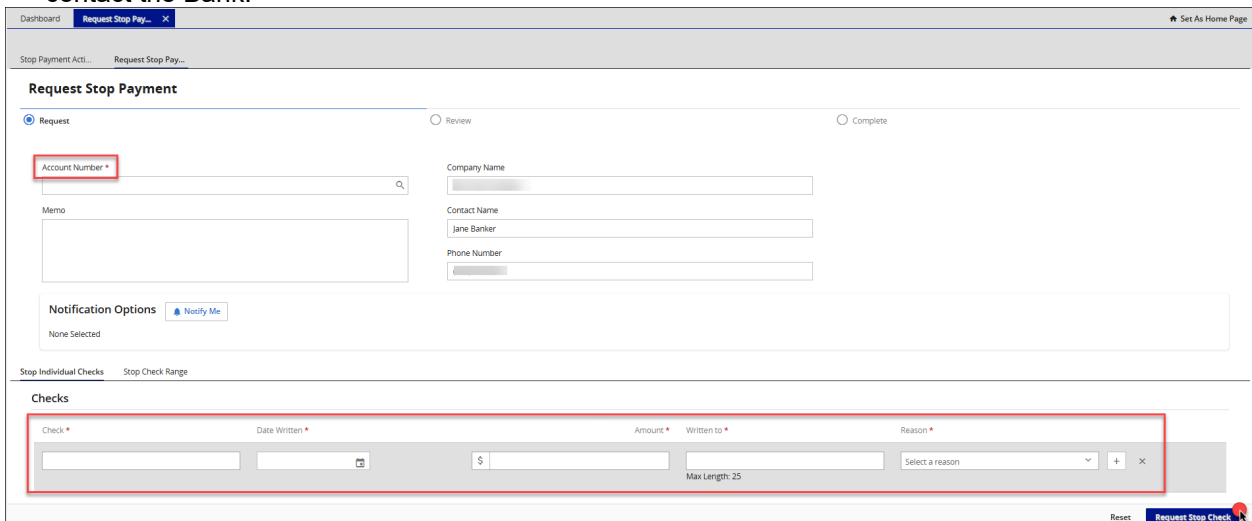 contact the Bank.
Dashboard Request Stop Pay... × Set As Home Page
Stop Payment Acti... Request Stop Pay...
Request Stop Payment
Request Review Complete
Account Number * Company Name
Memo Contact Name
Jane Banker
Phone Number
Notification Options Notify Me
None Selected
Stop Individual Checks Stop Check Range
Checks
Check * Date Written * Amount * Written to * Reason *
$ Select a reason + ×
Max Length: 25
Reset Request Stop Check